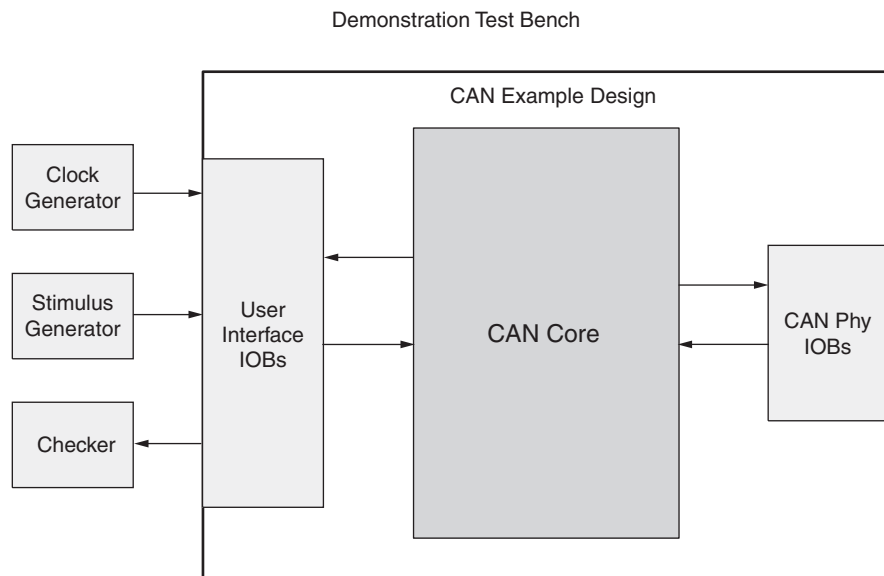 Demonstration Test Bench
CAN Example Design
Clock
Generator
Stimulus
Generator
Checker
User
Interface
IOBs
CAN Core
CAN Phy
IOBs